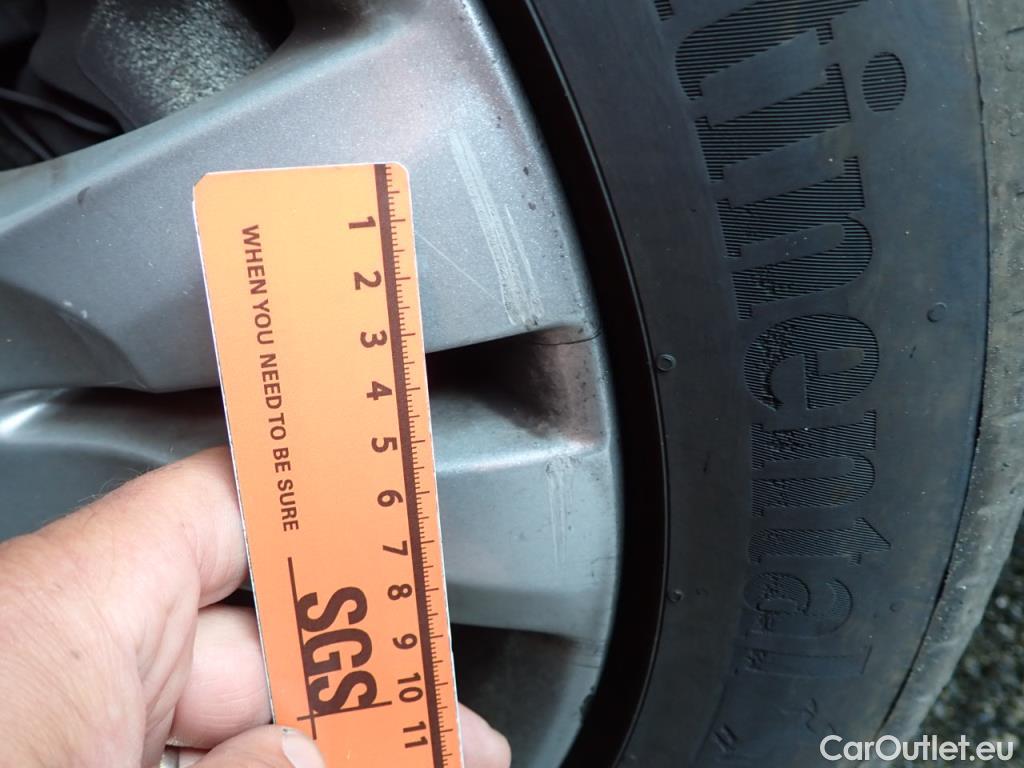 1
2
3
4
5
6
7
8
9
10
11
WHEN YOU NEED TO BE SURE
SGS
tinental
CarOutlet.eu